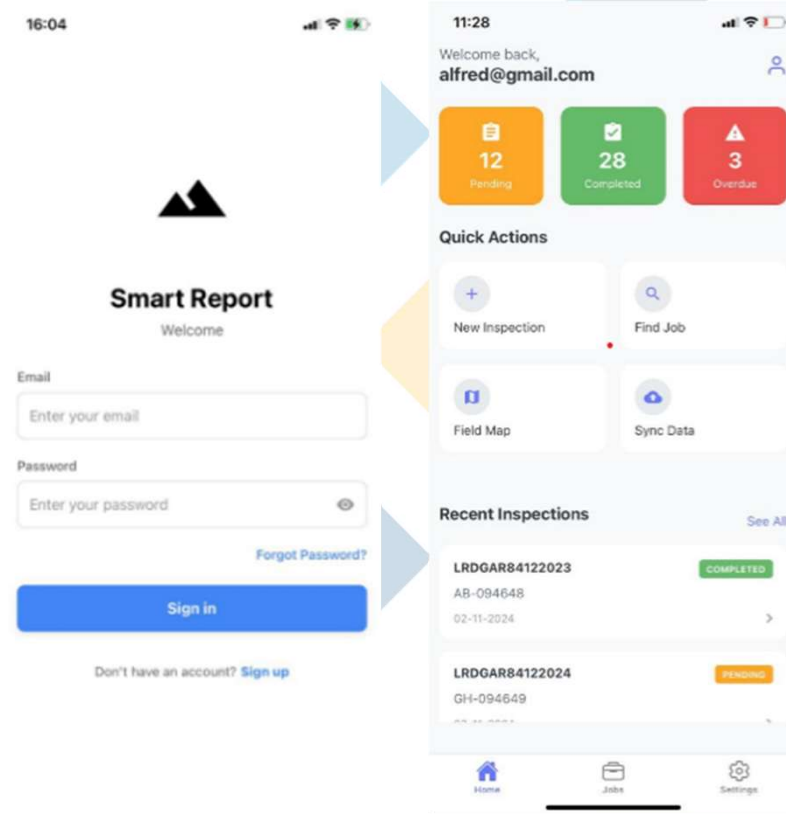 16:04
Smart Report
Welcome
Email
Enter your email
Password
Enter your password
Forgot Password?
Sign in
Don't have an account? Sign up
11:28
Welcome back,
alfred@gmail.com
12
Pending
28
Completed
3
Overdue
Quick Actions
New Inspection
Find Job
Field Map
Sync Data
Recent Inspections
See All
LRDGAR84122023
COMPLETED
AB-094648
02-11-2024
LRDGAR84122024
PENDING
GH-094649
Home
Jobs
Settings